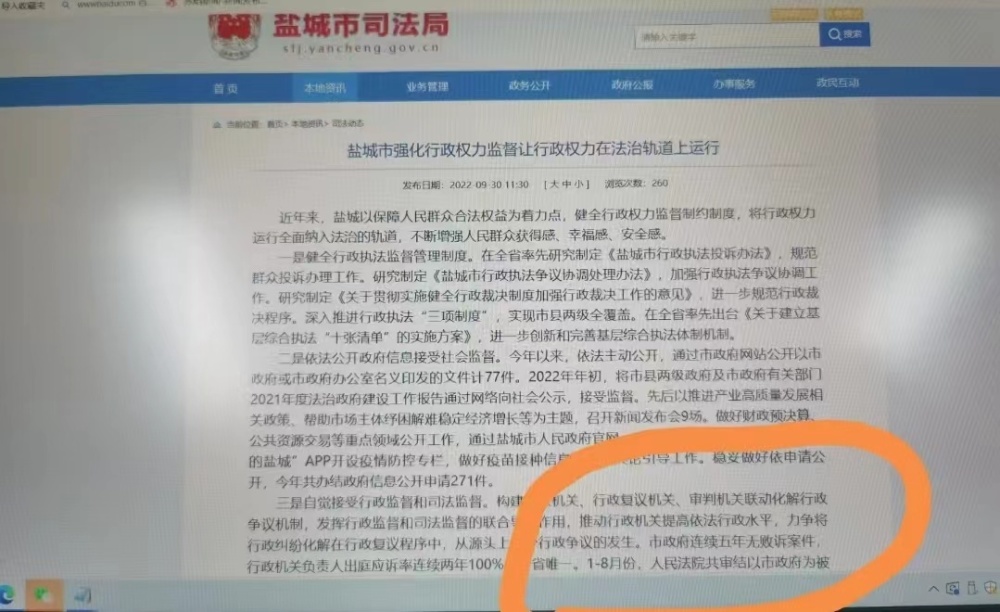 导入收藏夹
盐城市司法局
sfj.yancheng.gov.cn
请输入关键字
搜索
首页 本地资讯 业务管理 政务公开 政府公报 办事服务 政民互动
当前位置：首页> 本地资讯> 司法动态
盐城市强化行政权力监督让行政权力在法治轨道上运行
发布日期：2022-09-30 11:30 [大 中 小] 浏览次数：260
近年来，盐城以保障人民群众合法权益为着力点，健全行政权力监督制约制度，将行政权力
运行全面纳入法治的轨道，不断增强人民群众获得感、幸福感、安全感。
一是健全行政执法监督管理制度。在全省率先研究制定《盐城市行政执法投诉办法》，规范
群众投诉办理工作。研究制定《盐城市行政执法争议协调处理办法》，加强行政执法争议协调工
作。研究制定《关于贯彻实施健全行政裁决制度加强行政裁决工作的意见》，进一步规范行政裁
决程序。深入推进行政执法“三项制度”，实现市县两级全覆盖。在全省率先出台《关于建立基
层综合执法“十张清单”的实施方案》，进一步创新和完善基层综合执法体制机制。
二是依法公开政府信息接受社会监督。今年以来，依法主动公开，通过市政府网站公开以市
政府或市政府办公室名义印发的文件计77件。2022年年初，将市县两级政府及市政府有关部门
2021年度法治政府建设工作报告通过网络向社会公示，接受监督。先后以推进产业高质量发展相
关政策、帮助市场主体纾困解难稳定经济增长等为主题，召开新闻发布会9场。做好财政预决算、
公共资源交易等重点领域公开工作，通过盐城市人民政府官网
的盐城”APP开设疫情防控专栏，做好疫苗接种信息 引导工作。稳妥做好依申请公
开，今年共办结政府信息公开申请271件。
三是自觉接受行政监督和司法监督。构建 机关、行政复议机关、审判机关联动化解行政
争议机制，发挥行政监督和司法监督的联合 作用，推动行政机关提高依法行政水平，力争将
行政纠纷化解在行政复议程序中，从源头上 行政争议的发生。市政府连续五年无败诉案件，
行政机关负责人出庭应诉率连续两年100% 省唯一。1-8月份，人民法院共审结以市政府为被